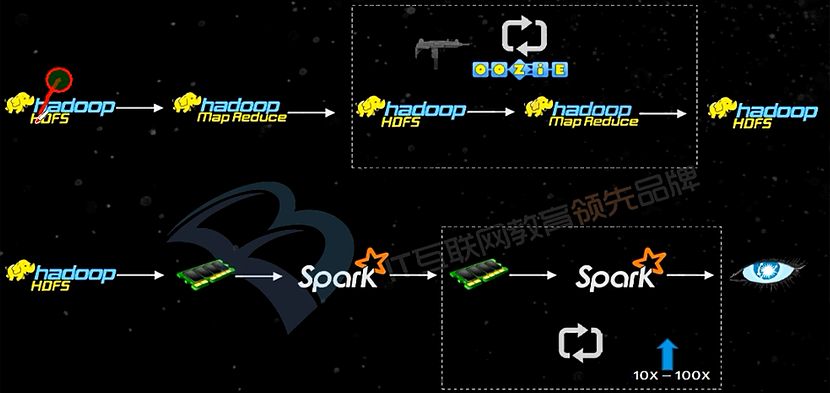 OOZiE
hadoop
HDFS
hadoop
Map Reduce
hadoop
HDFS
hadoop
Map Reduce
hadoop
HDFS
IT互联网教育领先品牌
hadoop
HDFS
Spark
Spark
10X – 100X